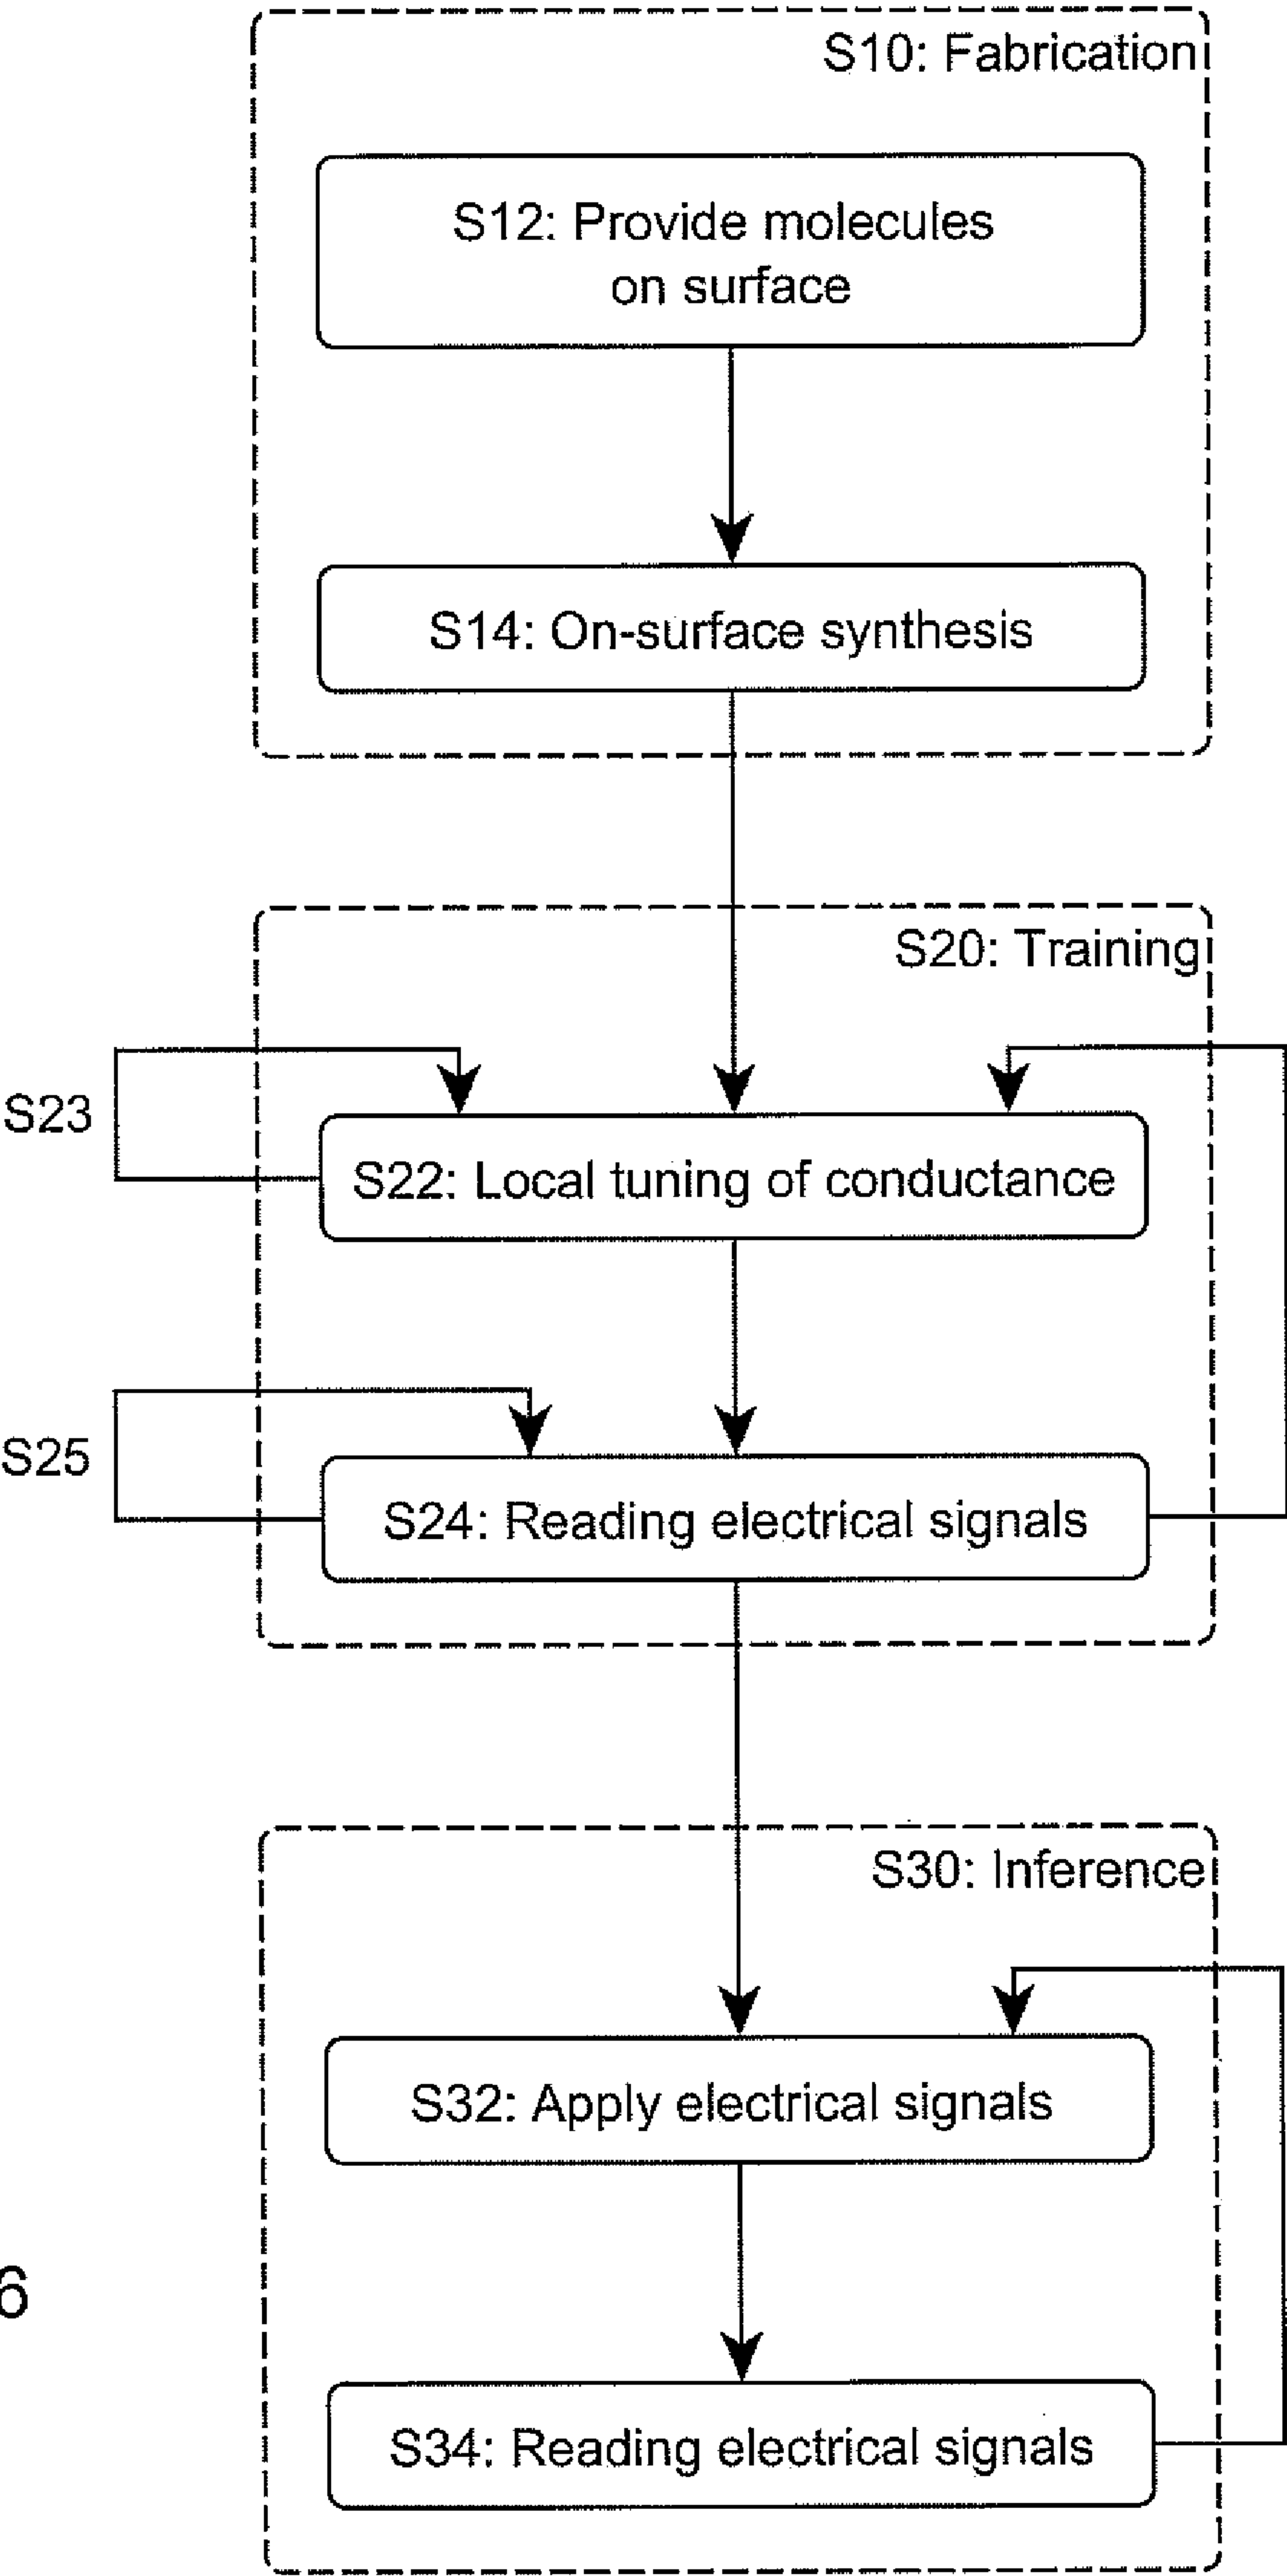 S10: Fabrication
S12: Provide molecules
on surface
S14: On-surface synthesis
S20: Training
S23
S22: Local tuning of conductance
S25
S24: Reading electrical signals
S30: Inference
S32: Apply electrical signals
6
S34: Reading electrical signals